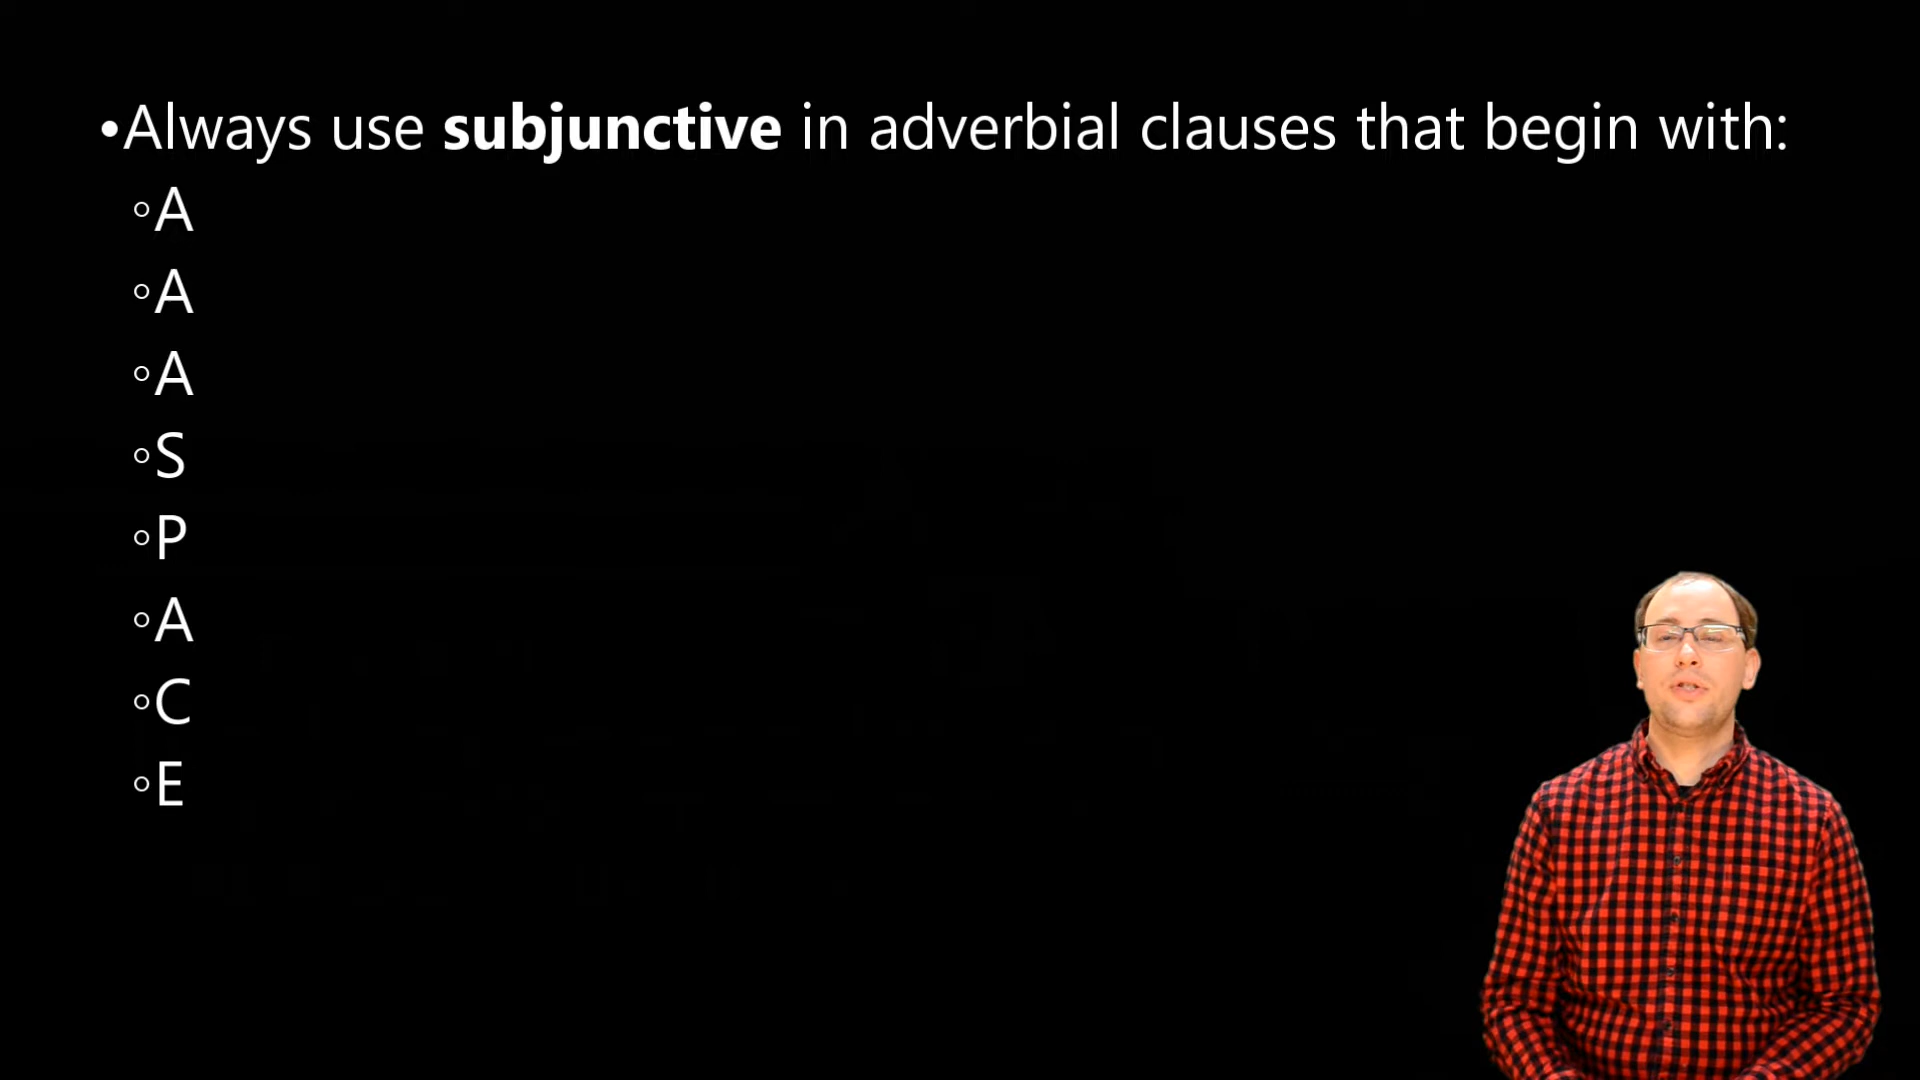 •Always use subjunctive in adverbial clauses that begin with:
◦A
◦A
◦A
◦S
◦P
◦A
◦C
◦E